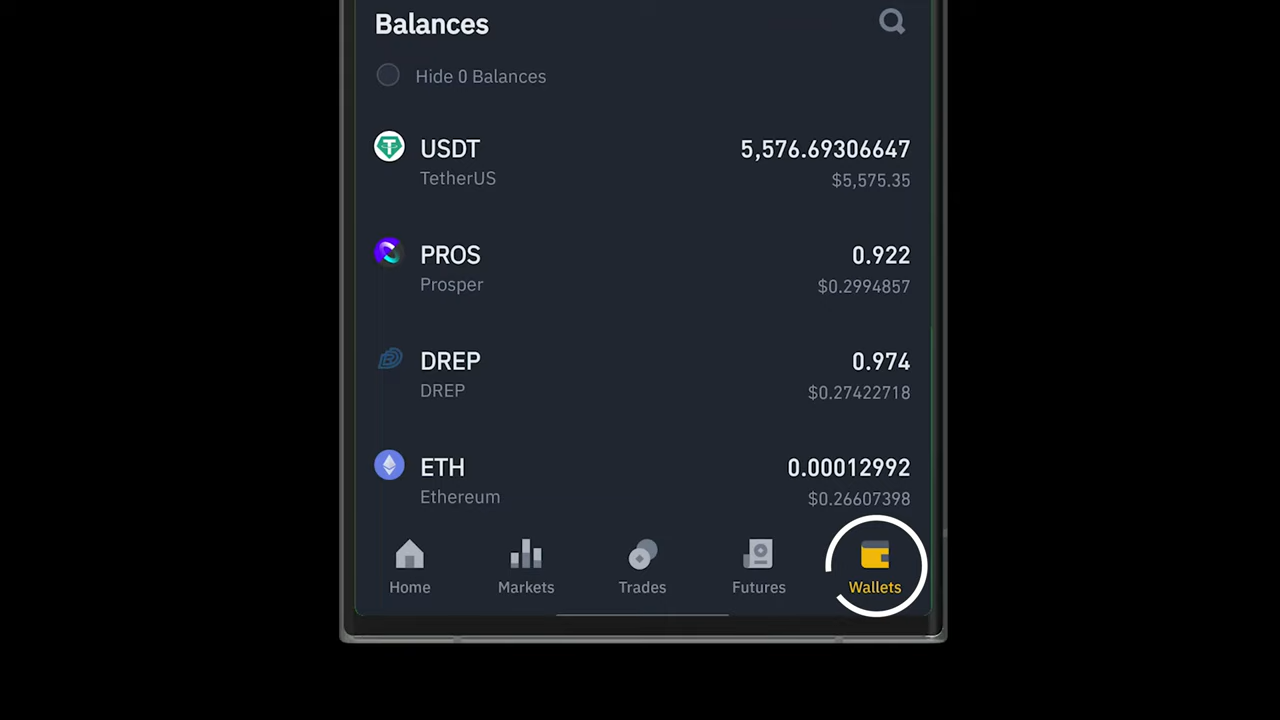 Balances
Hide 0 Balances
USDT 5,576.69306647
TetherUS $5,575.35
PROS 0.922
Prosper $0.2994857
DREP 0.974
DREP $0.27422718
ETH 0.00012992
Ethereum $0.26607398
Home Markets Trades Futures Wallets